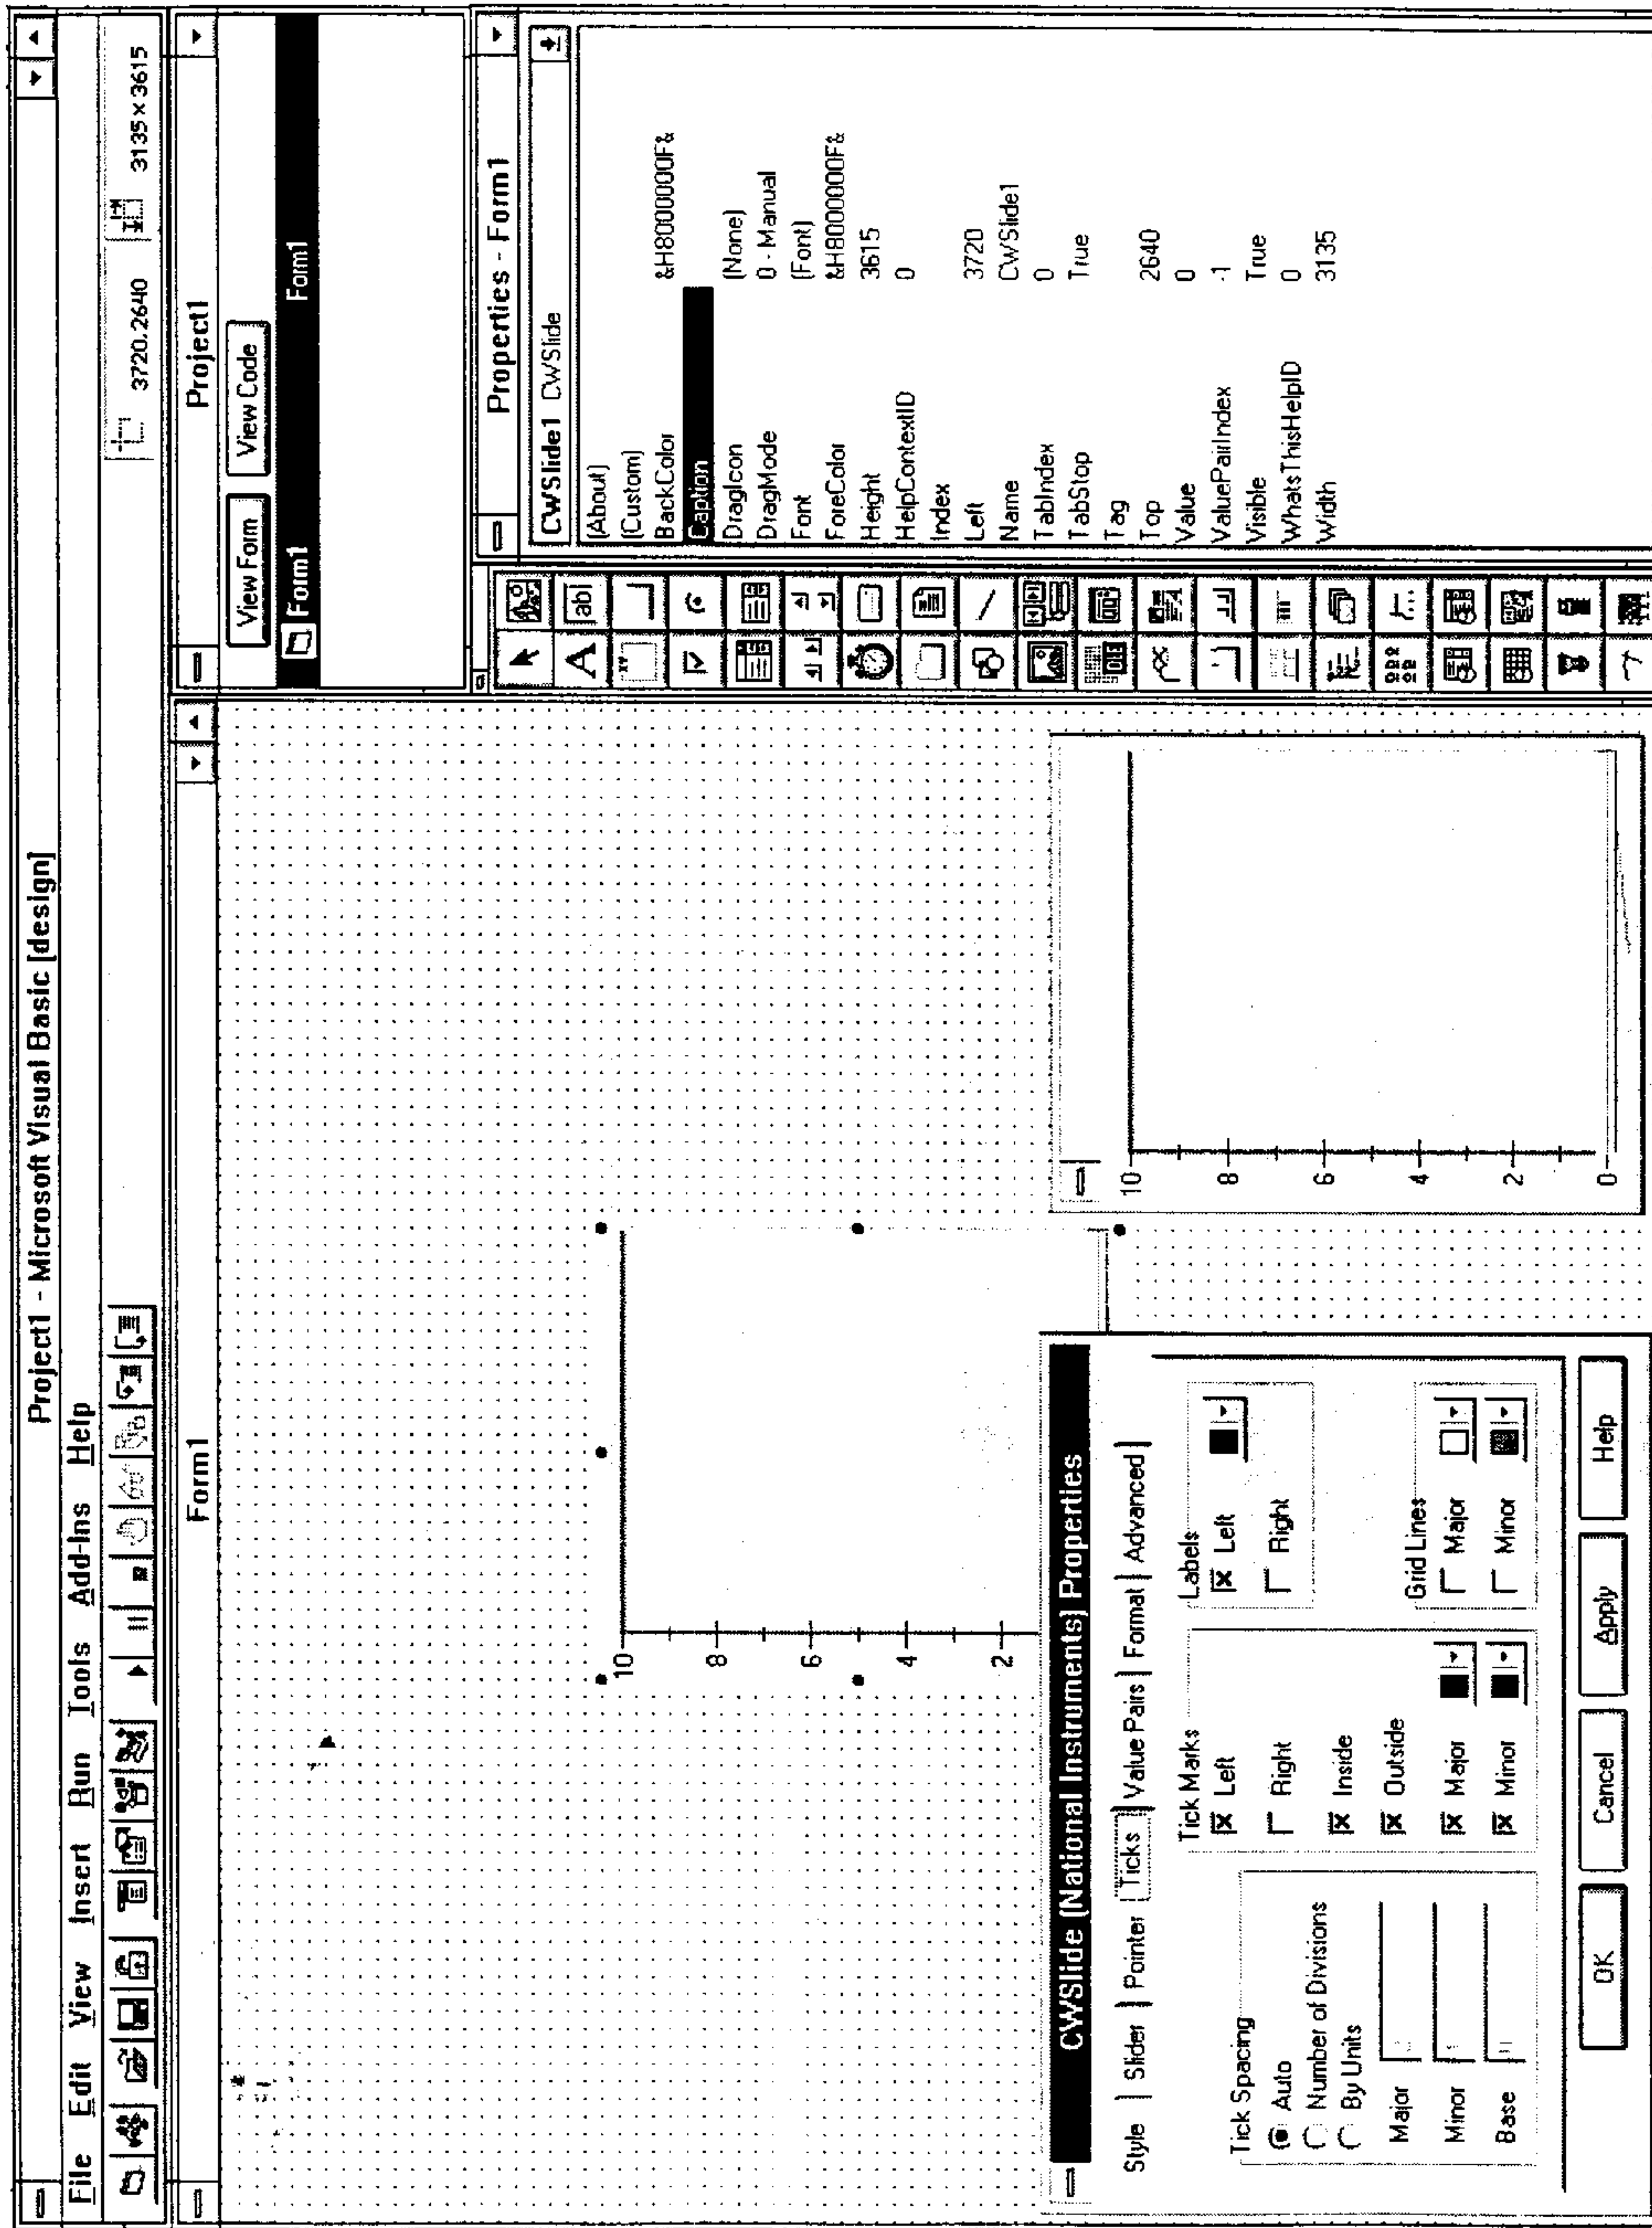 Project1 - Microsoft Visual Basic [design]
File Edit View Insert Run Tools Add-Ins Help
3720,2640 3135 × 3615
Form1
10
8
6
4
2
Project1
View Form View Code
Form1 Form1
Properties - Form1
CWSlide1 CWSlide
(About)
(Custom)
BackColor &H8000000F&
Caption
DragIcon (None)
DragMode 0 - Manual
Font (Font)
ForeColor &H8000000F&
Height 3615
HelpContextID 0
Index
Left 3720
Name CWSlide1
TabIndex 0
TabStop True
Tag
Top 2640
Value 0
ValuePairIndex -1
Visible True
WhatsThisHelpID 0
Width 3135
A ab|
OLE
CWSlide (National Instruments) Properties
Style Slider Pointer Ticks Value Pairs Format Advanced
Tick Spacing
Auto
Number of Divisions
By Units
Major
Minor
Base
Tick Marks
Left
Right
Inside
Outside
Major
Minor
Labels
Left
Right
Grid Lines
Major
Minor
OK Cancel Apply Help
10
8
6
4
2
0